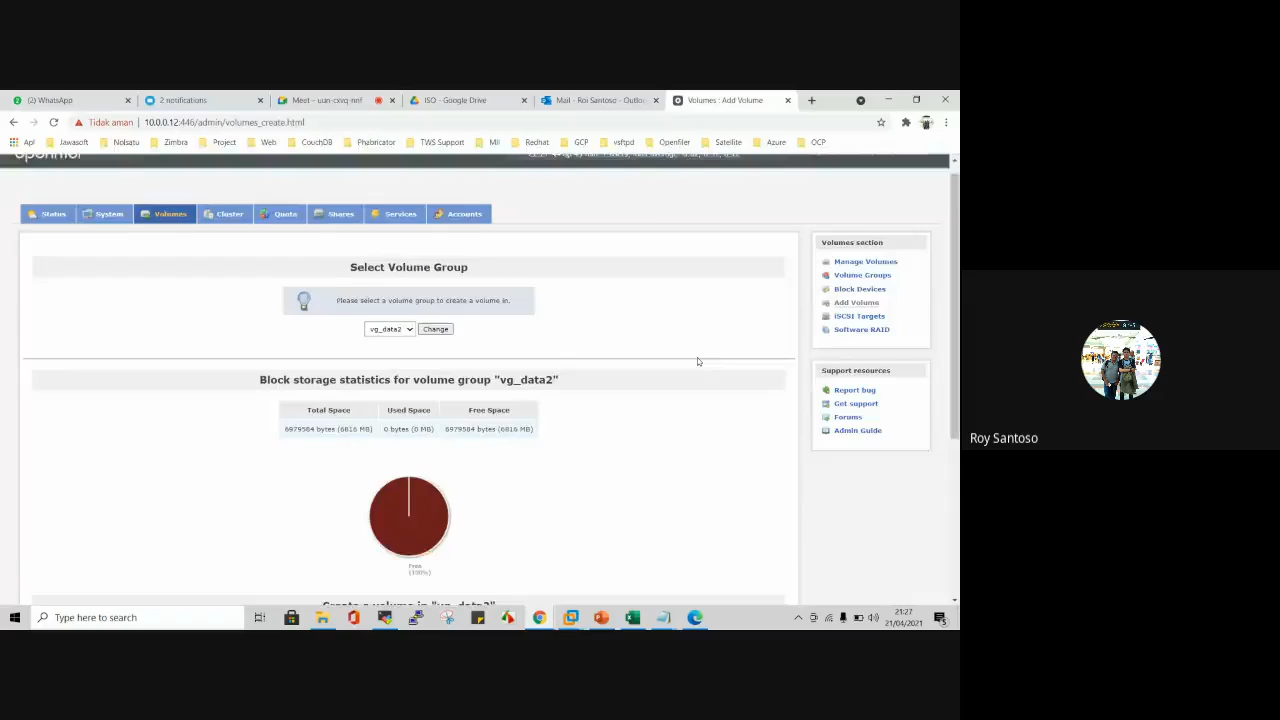 (2) WhatsApp
2 notifications
Meet - uun-cxrq-nnf
ISO - Google Drive
Mail - Roi Santoso - Outlo
Volumes : Add Volume
Tidak aman | 10.0.0.12:446/admin/volumes_create.html
Apl
Jawasoft
Nolsatu
Zimbra
Project
Web
CouchDB
Phabricator
TWS Support
MII
Redhat
GCP
vsftpd
Openfiler
Satellite
Azure
OCP
Status
System
Volumes
Cluster
Quota
Shares
Services
Accounts
Select Volume Group
Please select a volume group to create a volume in.
vg_data2
Change
Block storage statistics for volume group "vg_data2"
Total Space Used Space Free Space
6979584 bytes (6816 MB) 0 bytes (0 MB) 6979584 bytes (6816 MB)
Free
(100%)
Create a volume in "vg_data2"
Volumes section
Manage Volumes
Volume Groups
Block Devices
Add Volume
iSCSI Targets
Software RAID
Support resources
Report bug
Get support
Forums
Admin Guide
Roy Santoso
Type here to search
21:27
21/04/2021